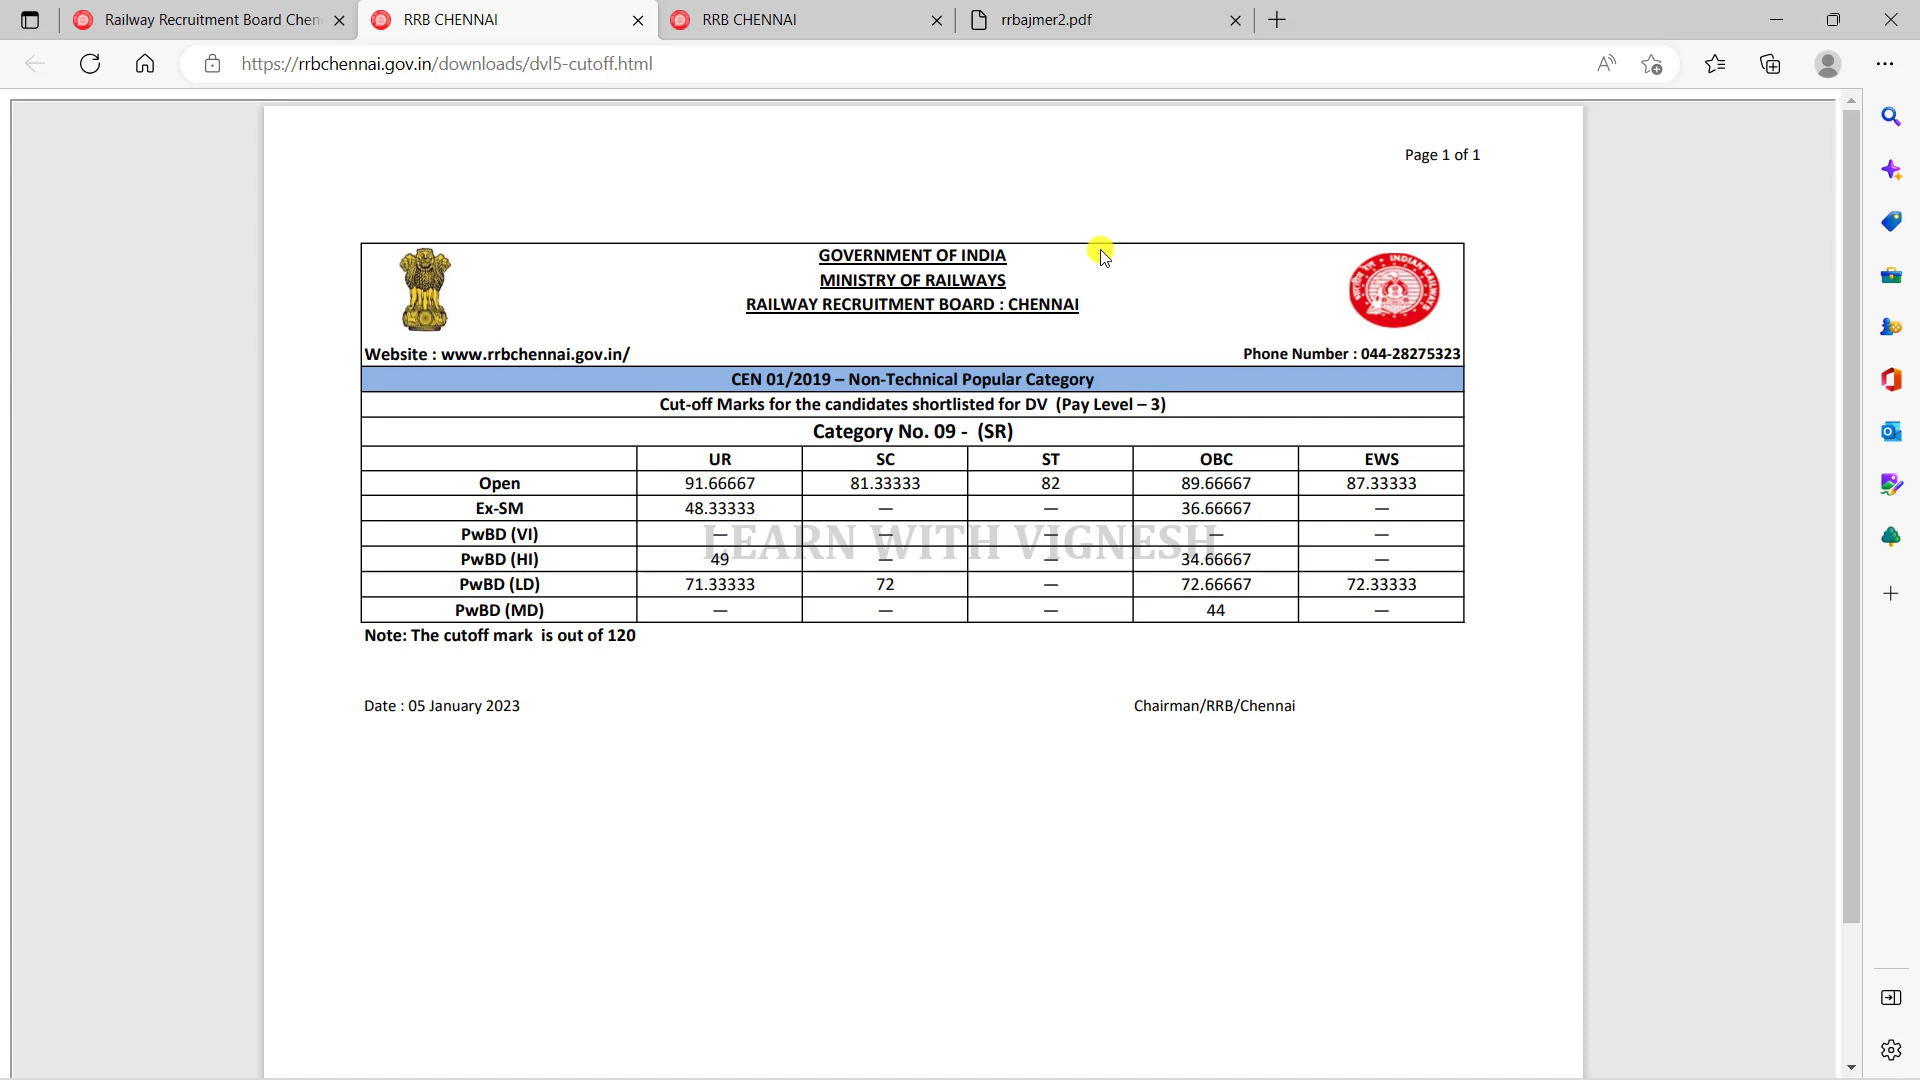 Railway Recruitment Board Chen
RRB CHENNAI
RRB CHENNAI
rrbajmer2.pdf
https://rrbchennai.gov.in/downloads/dvl5-cutoff.html
Page 1 of 1
GOVERNMENT OF INDIA
MINISTRY OF RAILWAYS
RAILWAY RECRUITMENT BOARD : CHENNAI
INDIAN RAILWAYS
Website : www.rrbchennai.gov.in/ Phone Number : 044-28275323
CEN 01/2019 – Non-Technical Popular Category
Cut-off Marks for the candidates shortlisted for DV (Pay Level – 3)
Category No. 09 - (SR)
UR SC ST OBC EWS
Open 91.66667 81.33333 82 89.66667 87.33333
Ex-SM 48.33333 — — 36.66667 —
PwBD (VI) — — — — —
LEARN WITH VIGNESH
PwBD (HI) 49 — — 34.66667 —
PwBD (LD) 71.33333 72 — 72.66667 72.33333
PwBD (MD) — — — 44 —
Note: The cutoff mark is out of 120
Date : 05 January 2023 Chairman/RRB/Chennai